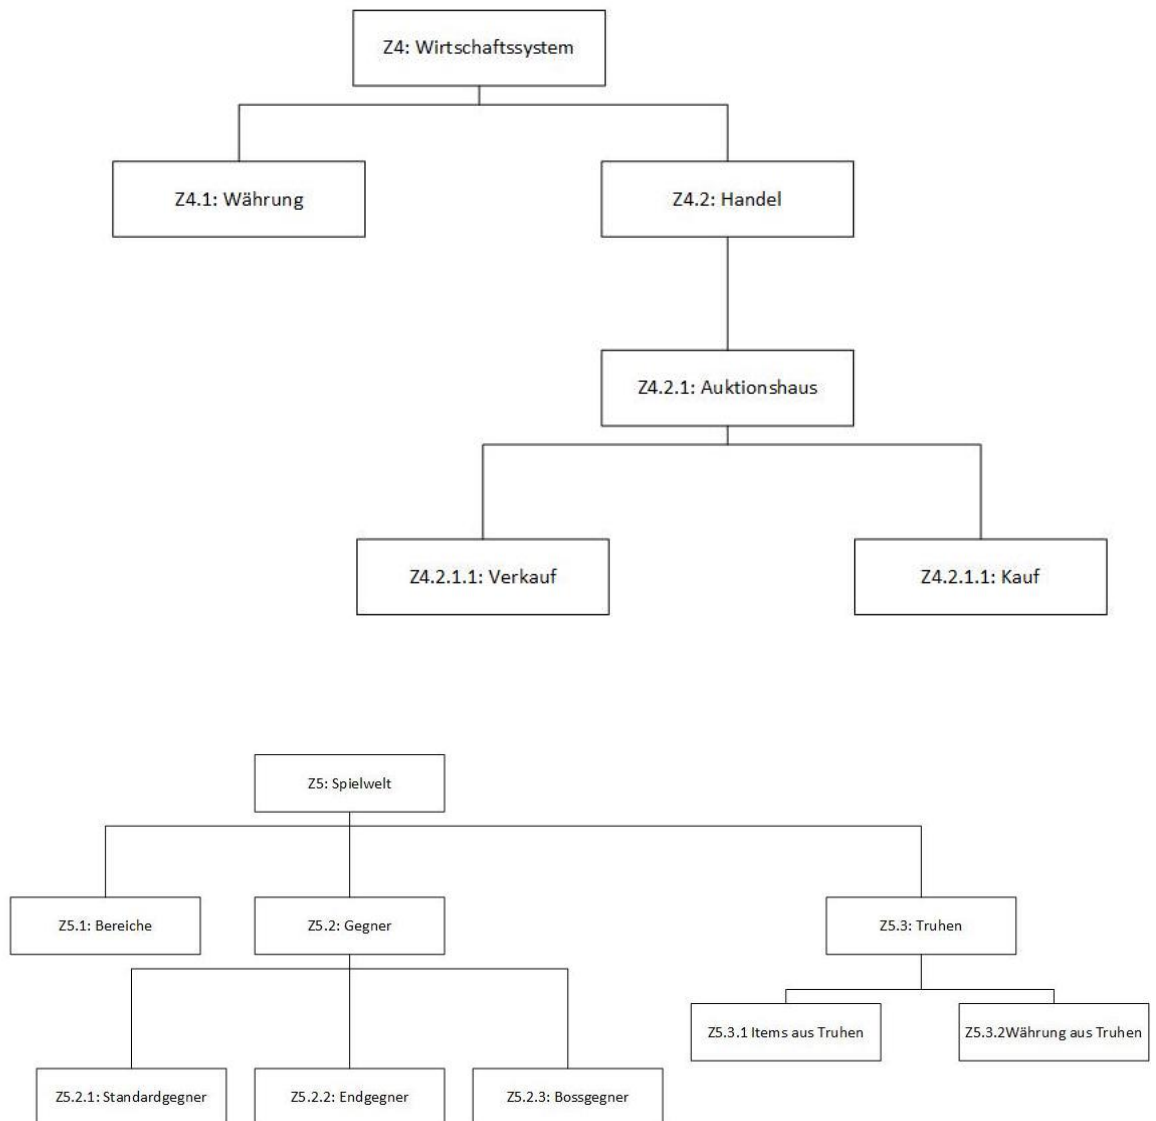 Z4: Wirtschaftssystem
Z4.1: Währung
Z4.2: Handel
Z4.2.1: Auktionshaus
Z4.2.1.1: Verkauf
Z4.2.1.1: Kauf
Z5: Spielwelt
Z5.1: Bereiche
Z5.2: Gegner
Z5.3: Truhen
Z5.3.1 Items aus Truhen
Z5.3.2Währung aus Truhen
Z5.2.1: Standardgegner
Z5.2.2: Endgegner
Z5.2.3: Bossgegner